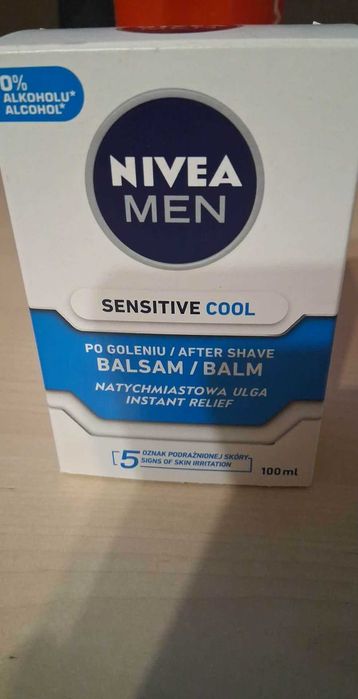 0%
ALKOHOLU*
ALCOHOL*
NIVEA
MEN
SENSITIVE COOL
PO GOLENIU / AFTER SHAVE
BALSAM / BALM
NATYCHMIASTOWA ULGA
INSTANT RELIEF
5 OZNAK PODRAŻNIONEJ SKÓRY
SIGNS OF SKIN IRRITATION
100 ml